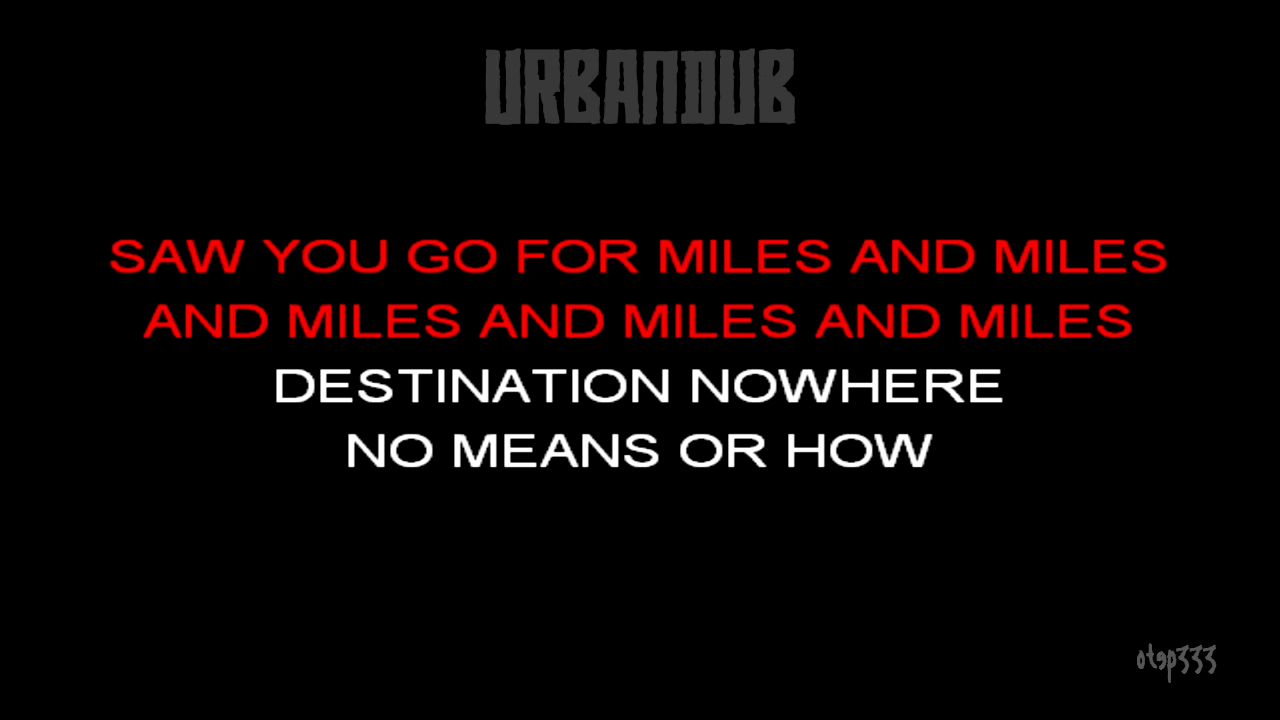 URBANDUB
SAW YOU GO FOR MILES AND MILES
AND MILES AND MILES AND MILES
DESTINATION NOWHERE
NO MEANS OR HOW
otep333